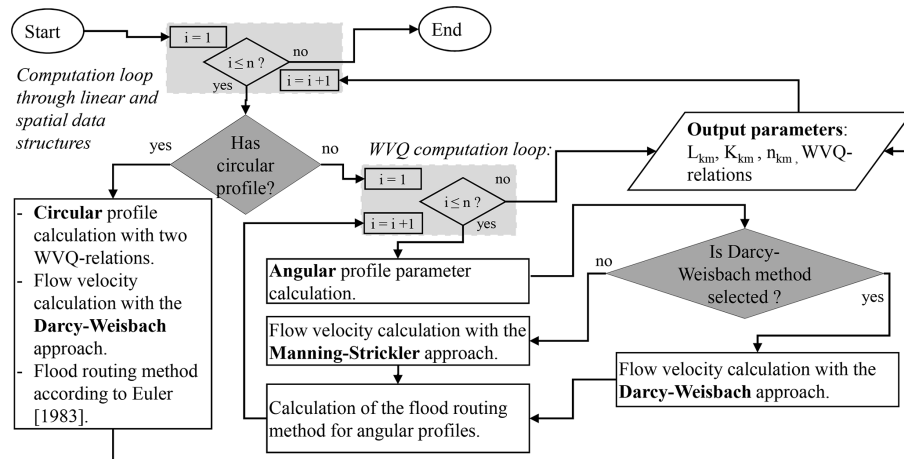 Start
End
i = 1
i ≤ n ?
no
i = i +1
yes
Computation loop
through linear and
spatial data
structures
Has
circular
profile?
yes
no
WVQ computation loop:
i = 1
i ≤ n ?
no
i = i +1
yes
Output parameters:
Lkm, Kkm , nkm , WVQ-
relations
- Circular profile
calculation with two
WVQ-relations.
- Flow velocity
calculation with the
Darcy-Weisbach
approach.
- Flood routing method
according to Euler
[1983].
Angular profile parameter
calculation.
Is Darcy-
Weisbach method
selected ?
no
yes
Flow velocity calculation with the
Manning-Strickler approach.
Flow velocity calculation with the
Darcy-Weisbach approach.
Calculation of the flood routing
method for angular profiles.